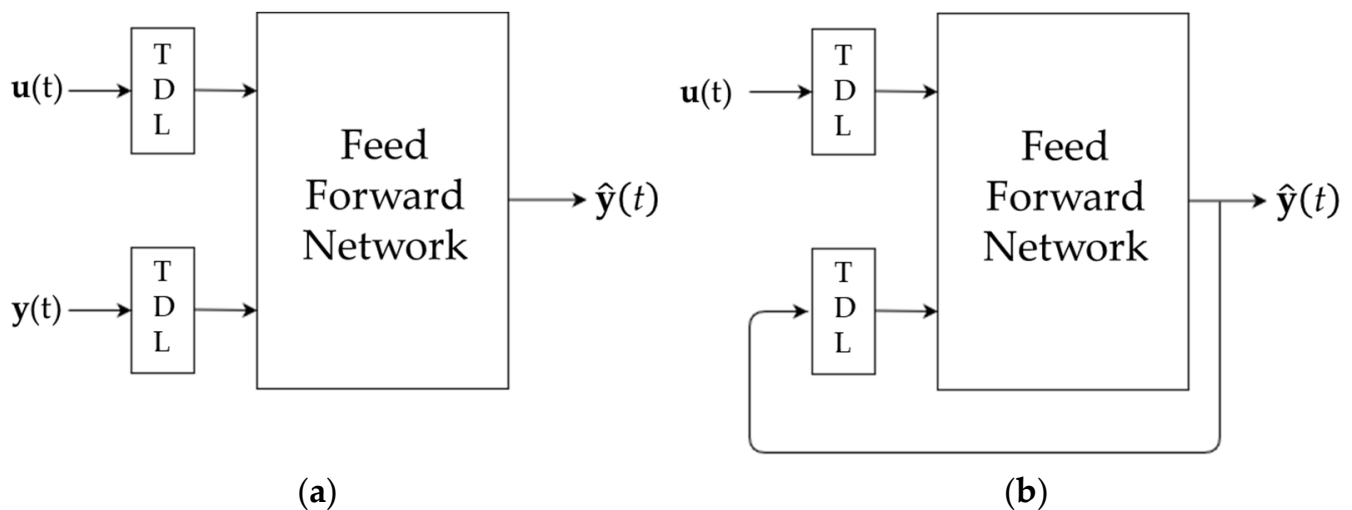 u(t)
T
D
L
y(t)
T
D
L
Feed
Forward
Network
ŷ(t)
(a)
u(t)
T
D
L
T
D
L
Feed
Forward
Network
ŷ(t)
(b)